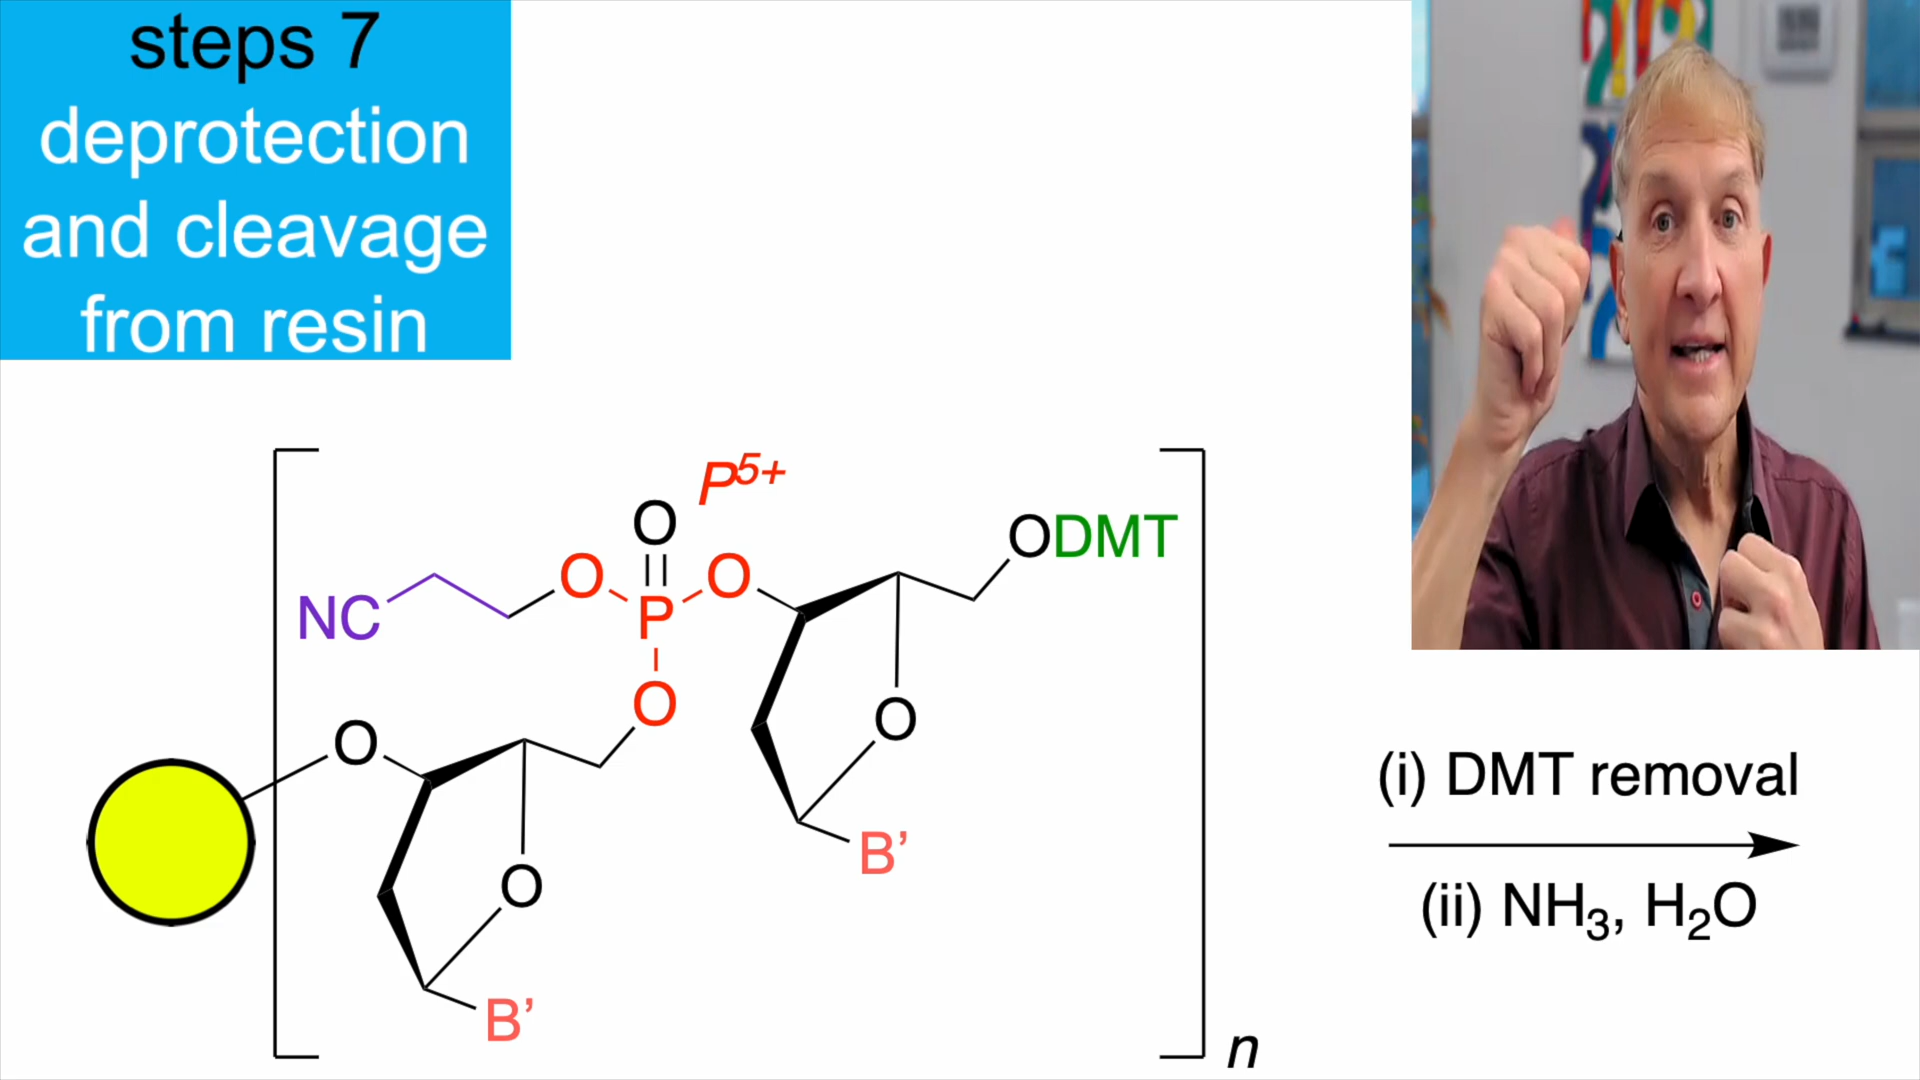 steps 7
deprotection
and cleavage
from resin
P⁵⁺
O
ODMT
O
O
NC
P
O
O
O
B’
O
B’
n
(i) DMT removal
(ii) NH₃, H₂O